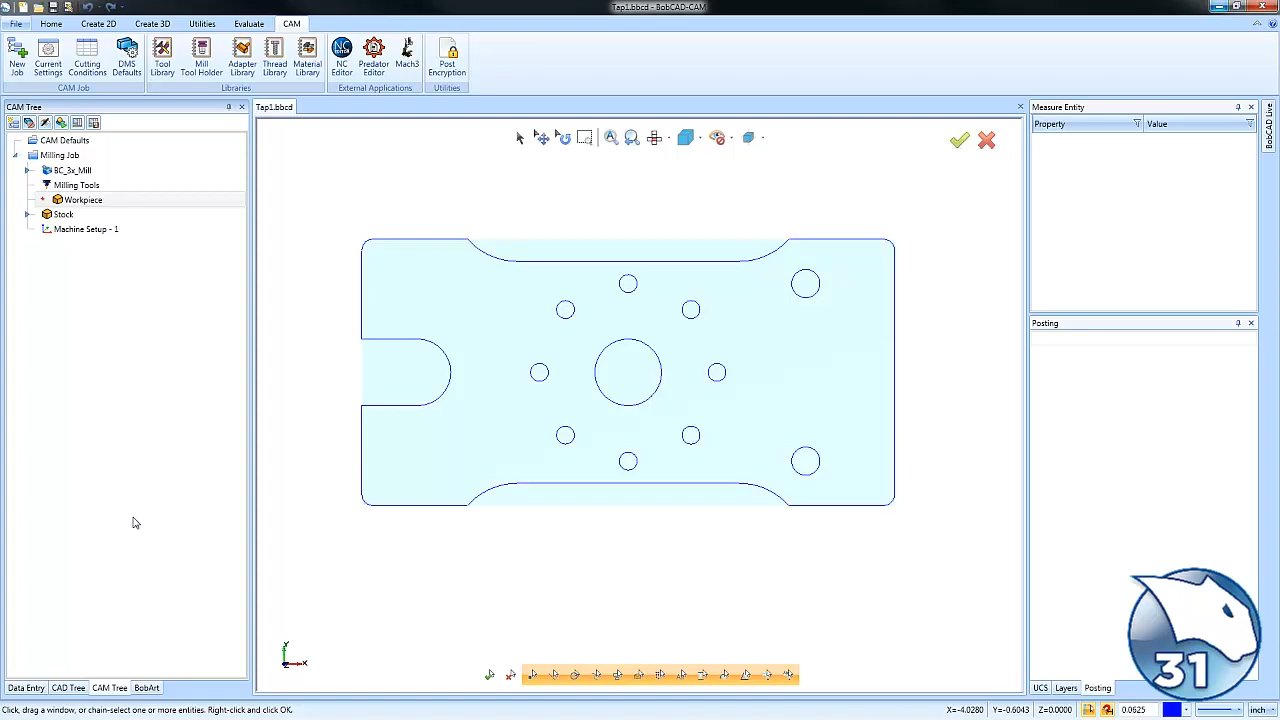 Tap1.bbcd - BobCAD-CAM
File Home Create 2D Create 3D Utilities Evaluate CAM
New Job
Current Settings
Cutting Conditions
DMS Defaults
Tool Library
Mill Tool Holder
Adapter Library
Thread Library
Material Library
NC
NC Editor
Predator Editor
Mach3
Post Encryption
CAM Job Libraries External Applications Utilities
CAM Tree
CAM Defaults
Milling Job
BC_3x_Mill
Milling Tools
Workpiece
Stock
Machine Setup - 1
Tap1.bbcd
Y
X
Measure Entity
Property Value
BobCAD Live
Posting
31
Data Entry CAD Tree CAM Tree BobArt
UCS Layers Posting
Click, drag a window, or chain-select one or more entities. Right-click and click OK.
X=-4.0280 Y=-0.6043 Z=0.0000 0.0625 inch